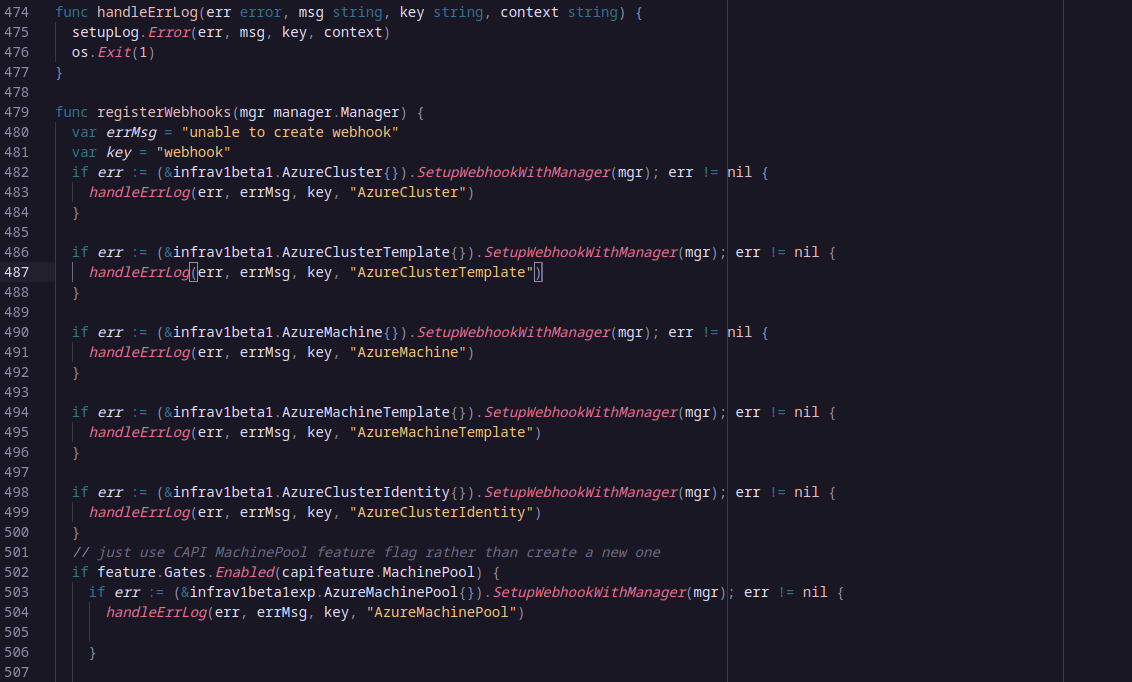 474 func handleErrLog(err error, msg string, key string, context string) {
475 setupLog.Error(err, msg, key, context)
476 os.Exit(1)
477 }
478
479 func registerWebhooks(mgr manager.Manager) {
480 var errMsg = "unable to create webhook"
481 var key = "webhook"
482 if err := (&infrav1beta1.AzureCluster{}).SetupWebhookWithManager(mgr); err != nil {
483 handleErrLog(err, errMsg, key, "AzureCluster")
484 }
485
486 if err := (&infrav1beta1.AzureClusterTemplate{}).SetupWebhookWithManager(mgr); err != nil {
487 handleErrLog(err, errMsg, key, "AzureClusterTemplate")
488 }
489
490 if err := (&infrav1beta1.AzureMachine{}).SetupWebhookWithManager(mgr); err != nil {
491 handleErrLog(err, errMsg, key, "AzureMachine")
492 }
493
494 if err := (&infrav1beta1.AzureMachineTemplate{}).SetupWebhookWithManager(mgr); err != nil {
495 handleErrLog(err, errMsg, key, "AzureMachineTemplate")
496 }
497
498 if err := (&infrav1beta1.AzureClusterIdentity{}).SetupWebhookWithManager(mgr); err != nil {
499 handleErrLog(err, errMsg, key, "AzureClusterIdentity")
500 }
501 // just use CAPI MachinePool feature flag rather than create a new one
502 if feature.Gates.Enabled(capifeature.MachinePool) {
503 if err := (&infrav1beta1exp.AzureMachinePool{}).SetupWebhookWithManager(mgr); err != nil {
504 handleErrLog(err, errMsg, key, "AzureMachinePool")
505
506 }
507